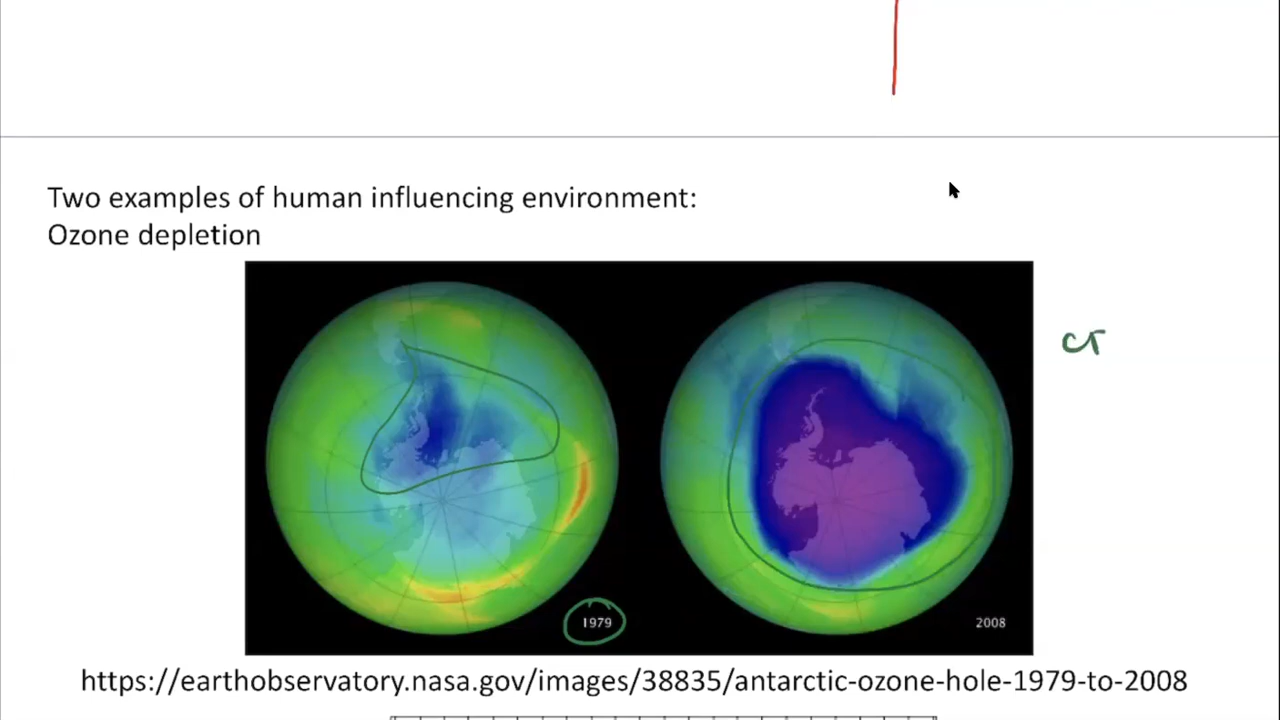 Two examples of human influencing environment:
Ozone depletion
1979
2008
https://earthobservatory.nasa.gov/images/38835/antarctic-ozone-hole-1979-to-2008